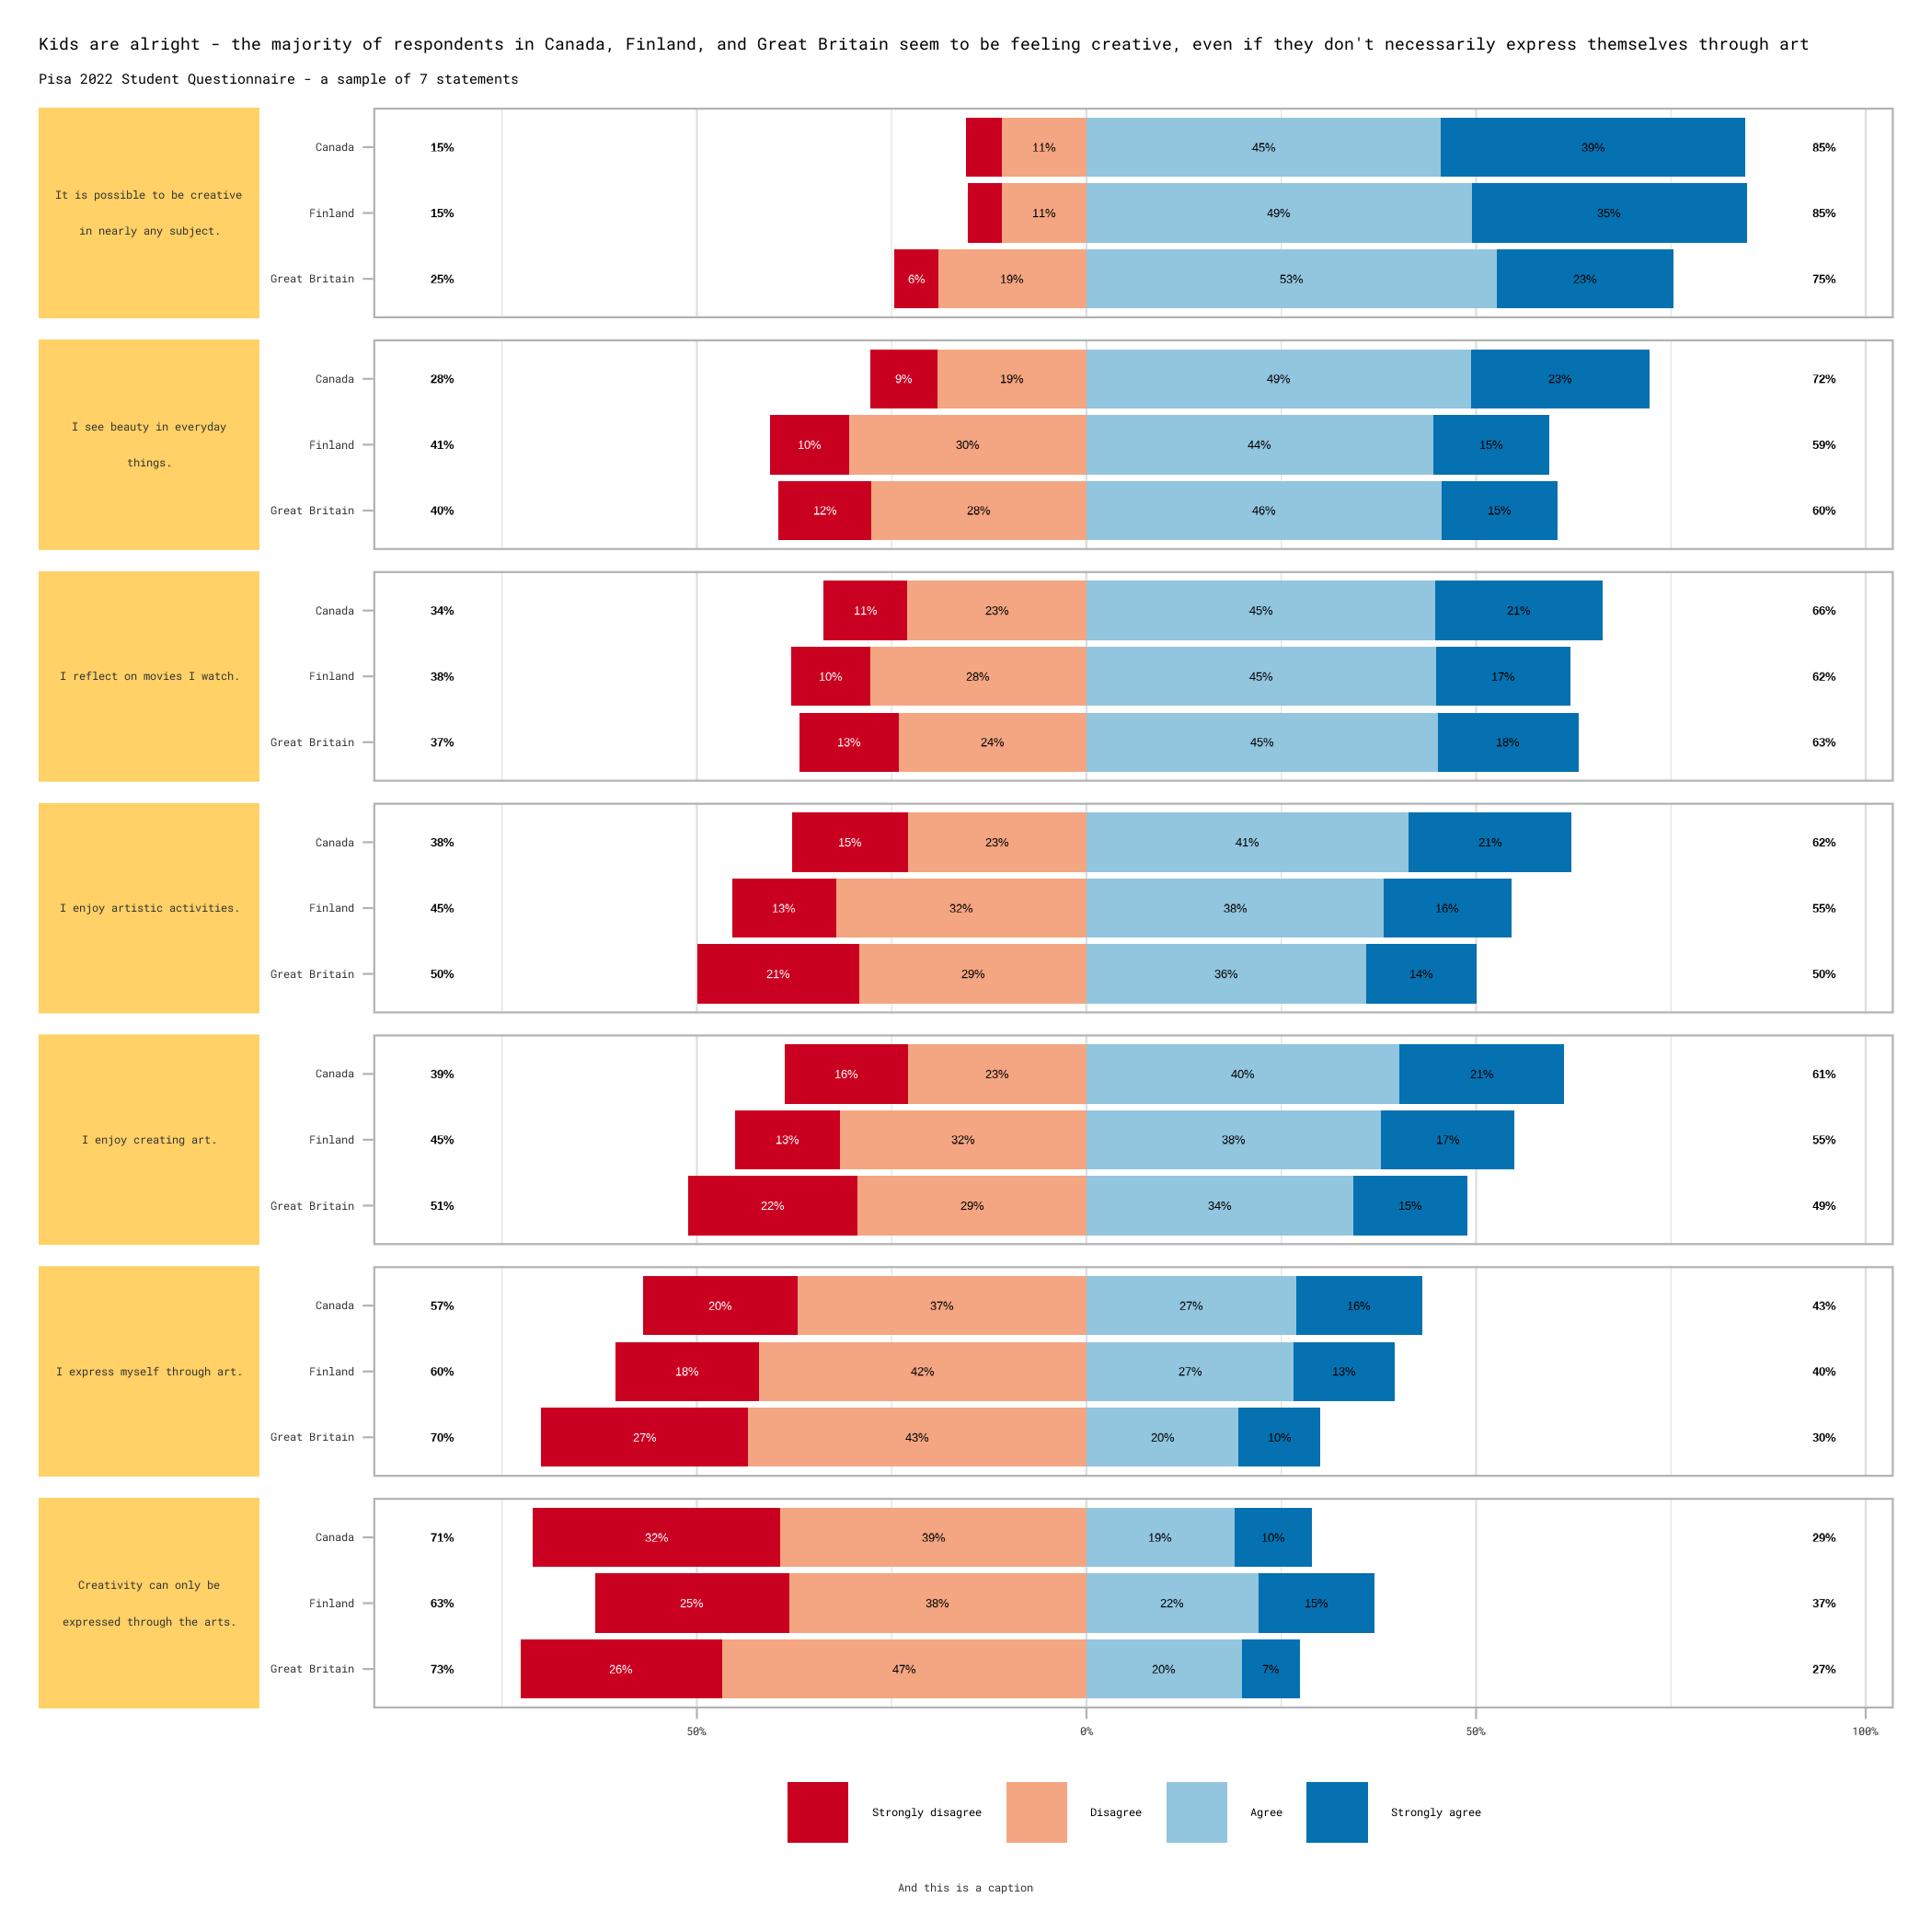 Kids are alright - the majority of respondents in Canada, Finland, and Great Britain seem to be feeling creative, even if they don't necessarily express themselves through art
Pisa 2022 Student Questionnaire - a sample of 7 statements
It is possible to be creative
in nearly any subject.
Canada 15% 11% 45% 39% 85%
Finland 15% 11% 49% 35% 85%
Great Britain 25% 6% 19% 53% 23% 75%
I see beauty in everyday
things.
Canada 28% 9% 19% 49% 23% 72%
Finland 41% 10% 30% 44% 15% 59%
Great Britain 40% 12% 28% 46% 15% 60%
I reflect on movies I watch.
Canada 34% 11% 23% 45% 21% 66%
Finland 38% 10% 28% 45% 17% 62%
Great Britain 37% 13% 24% 45% 18% 63%
I enjoy artistic activities.
Canada 38% 15% 23% 41% 21% 62%
Finland 45% 13% 32% 38% 16% 55%
Great Britain 50% 21% 29% 36% 14% 50%
I enjoy creating art.
Canada 39% 16% 23% 40% 21% 61%
Finland 45% 13% 32% 38% 17% 55%
Great Britain 51% 22% 29% 34% 15% 49%
I express myself through art.
Canada 57% 20% 37% 27% 16% 43%
Finland 60% 18% 42% 27% 13% 40%
Great Britain 70% 27% 43% 20% 10% 30%
Creativity can only be
expressed through the arts.
Canada 71% 32% 39% 19% 10% 29%
Finland 63% 25% 38% 22% 15% 37%
Great Britain 73% 26% 47% 20% 7% 27%
50% 0% 50% 100%
Strongly disagree Disagree Agree Strongly agree
And this is a caption